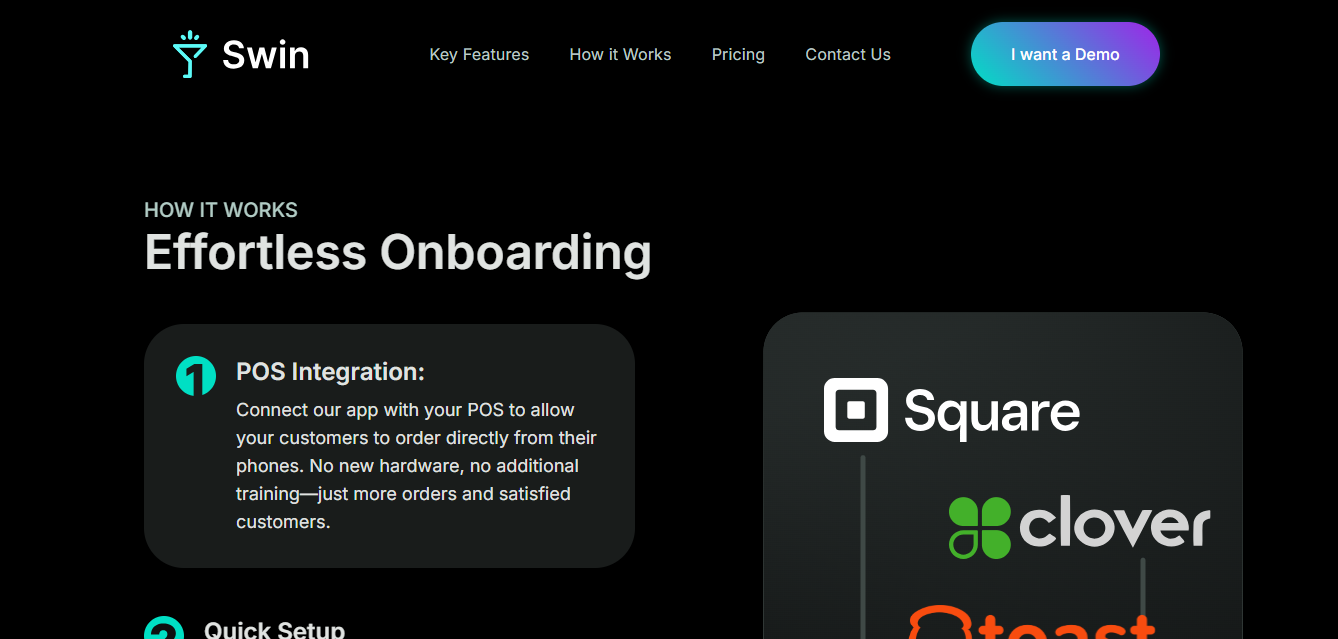 Swin
Key Features
How it Works
Pricing
Contact Us
I want a Demo
HOW IT WORKS
Effortless Onboarding
1
POS Integration:
Connect our app with your POS to allow
your customers to order directly from their
phones. No new hardware, no additional
training—just more orders and satisfied
customers.
2
Quick Setup
Square
clover
toast